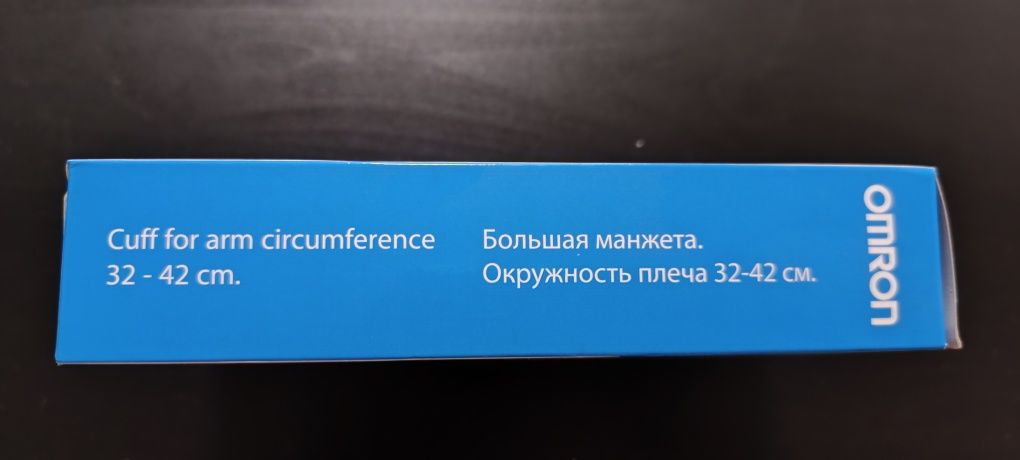 Cuff for arm circumference
32 - 42 cm.
Большая манжета.
Окружность плеча 32-42 см.
OMRON